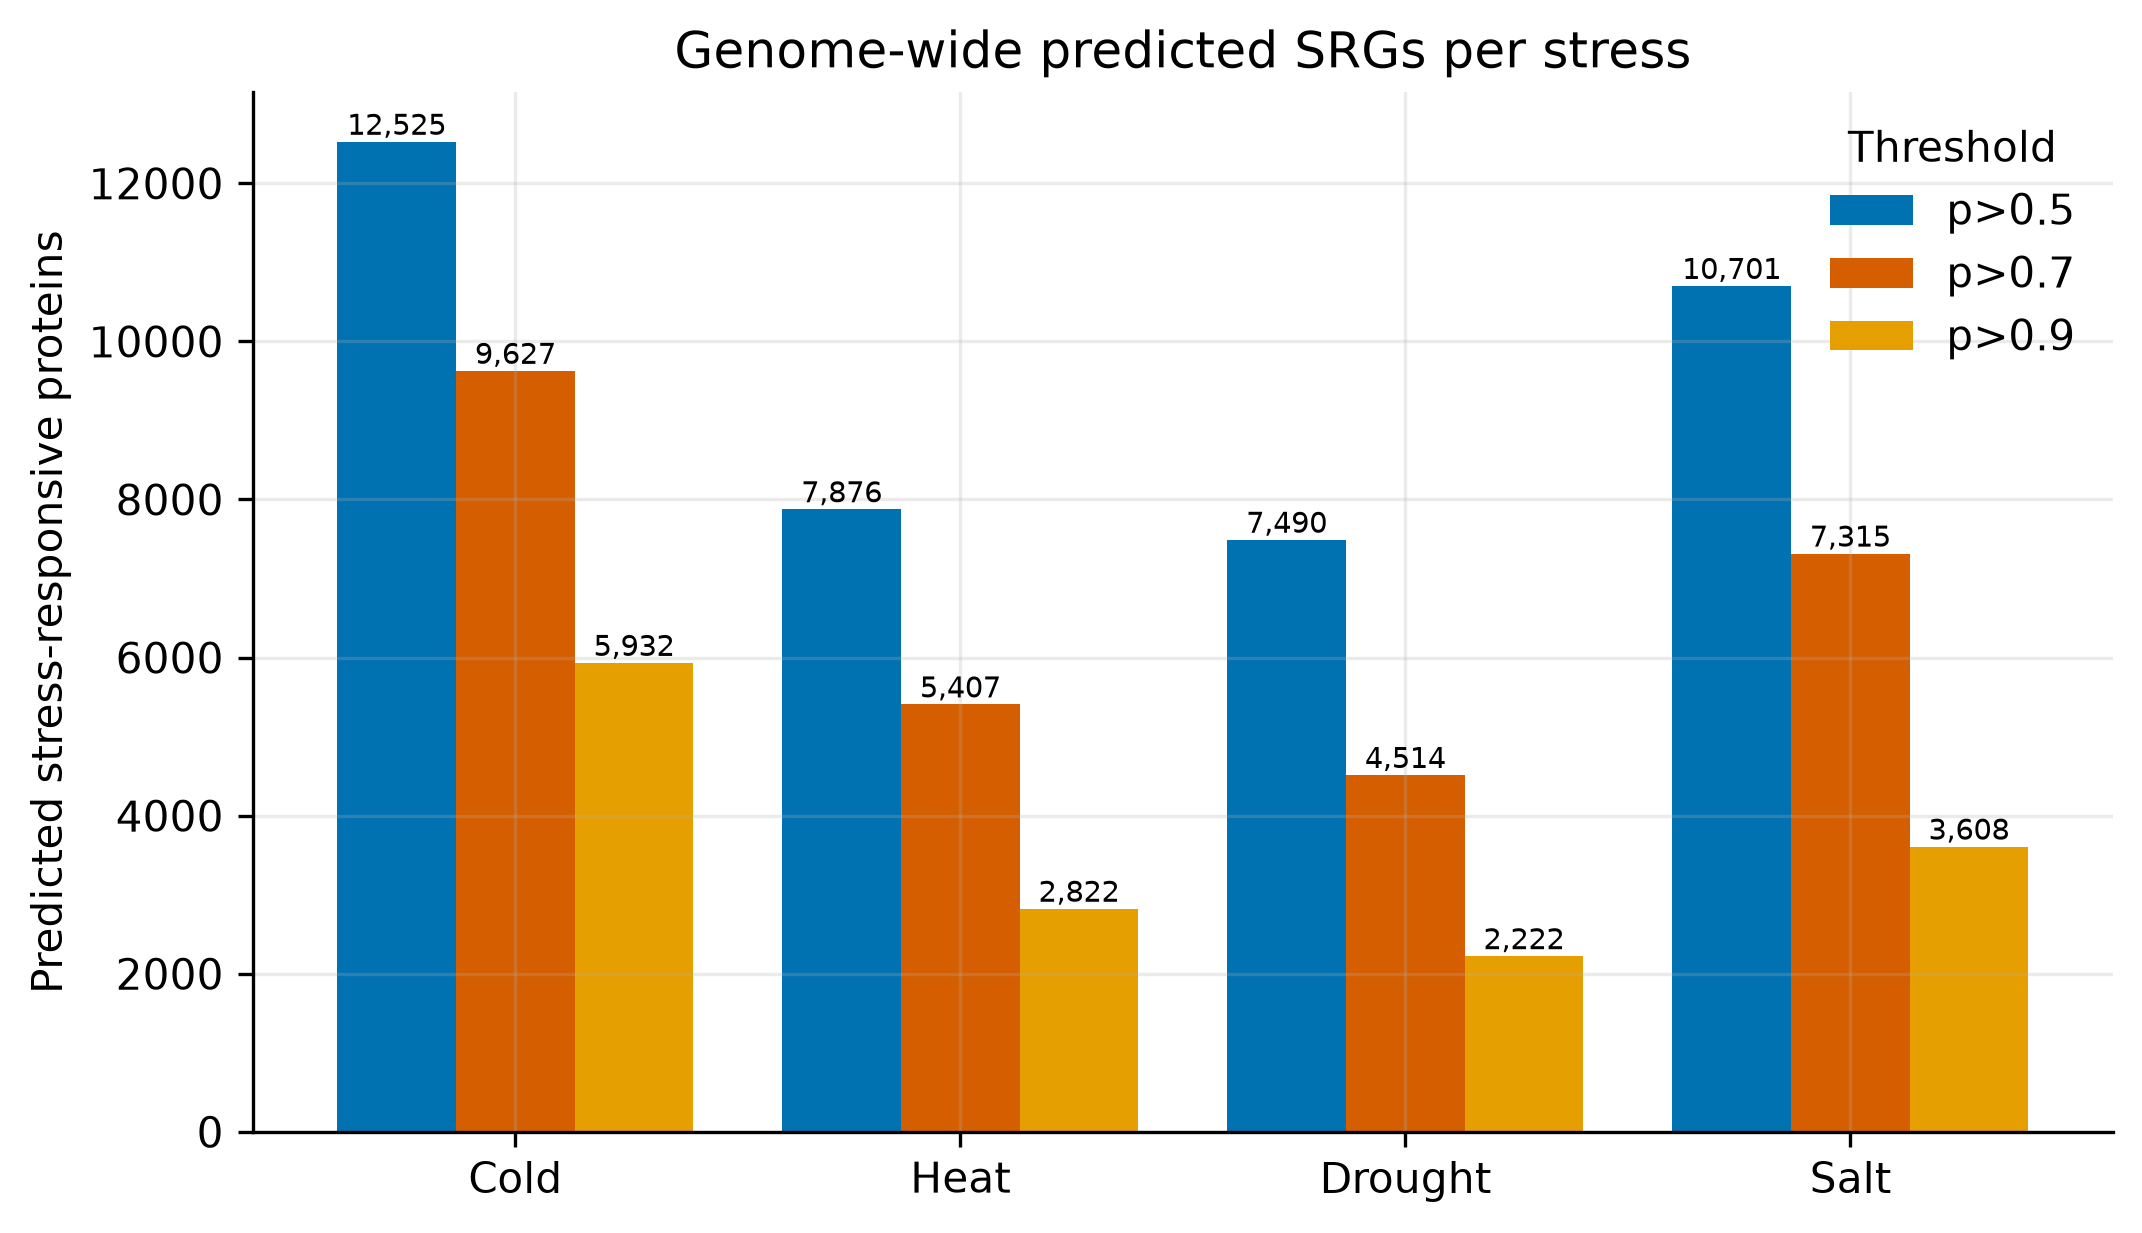 Genome-wide predicted SRGs per stress
Predicted stress-responsive proteins
12000
10000
8000
6000
4000
2000
0
12,525
9,627
5,932
7,876
5,407
2,822
7,490
4,514
2,222
10,701
7,315
3,608
Threshold
p>0.5
p>0.7
p>0.9
Cold
Heat
Drought
Salt